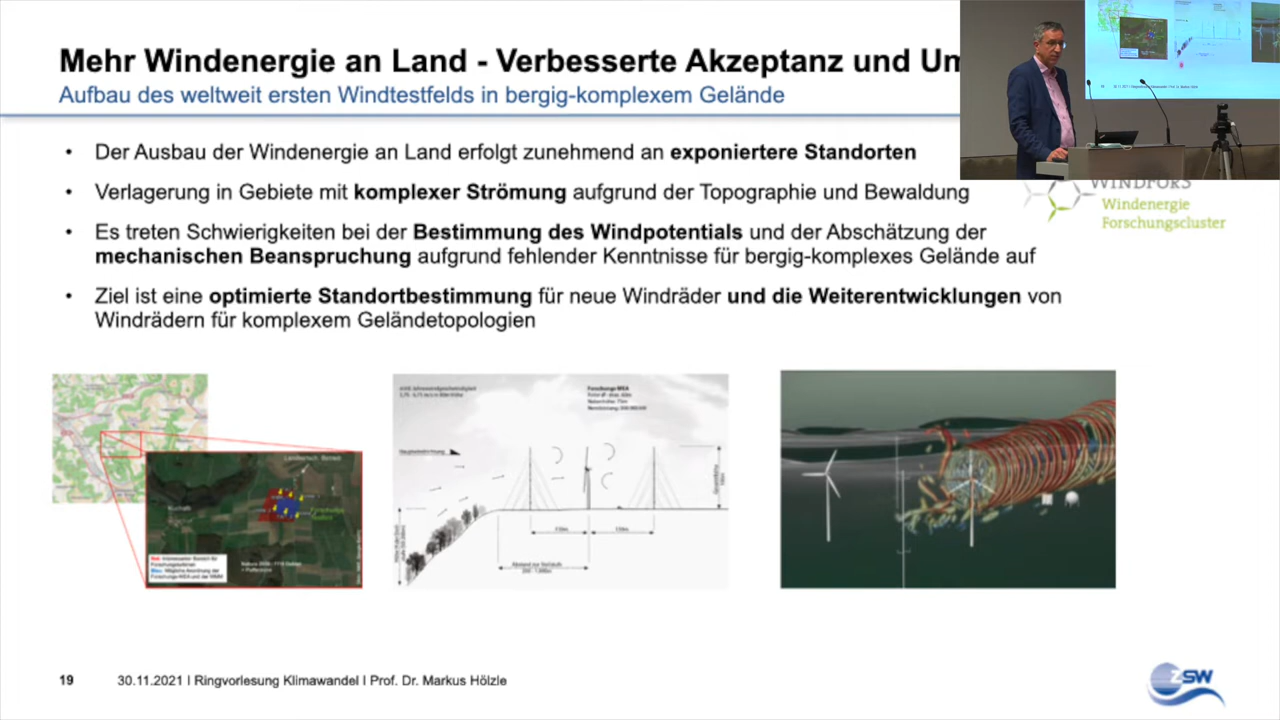 Mehr Windenergie an Land - Verbesserte Akzeptanz und Um
Aufbau des weltweit ersten Windtestfelds in bergig-komplexem Gelände
• Der Ausbau der Windenergie an Land erfolgt zunehmend an exponiertere Standorten
• Verlagerung in Gebiete mit komplexer Strömung aufgrund der Topographie und Bewaldung
WINDFORS
Windenergie
Forschungscluster
• Es treten Schwierigkeiten bei der Bestimmung des Windpotentials und der Abschätzung der
mechanischen Beanspruchung aufgrund fehlender Kenntnisse für bergig-komplexes Gelände auf
• Ziel ist eine optimierte Standortbestimmung für neue Windräder und die Weiterentwicklungen von
Windrädern für komplexem Geländetopologien
Forschungs-WEA
Hauptwindrichtung
19 30.11.2021 I Ringvorlesung Klimawandel I Prof. Dr. Markus Hölzle
ZSW